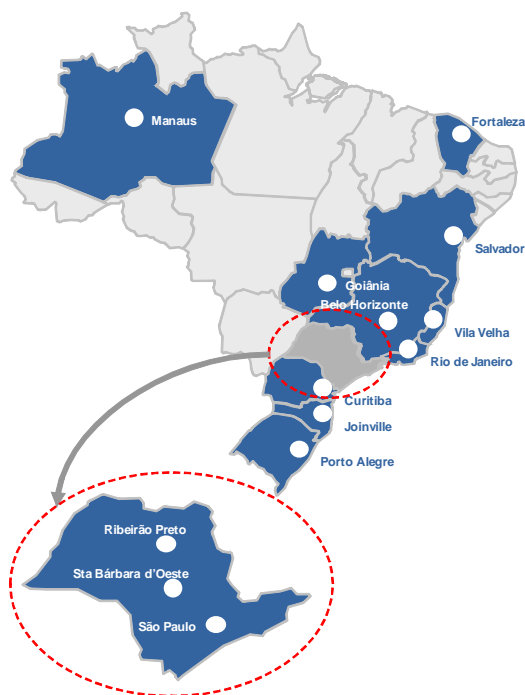 Manaus
Fortaleza
Salvador
Goiânia
Belo Horizonte
Vila Velha
Rio de Janeiro
Curitiba
Joinville
Porto Alegre
Ribeirão Preto
Sta Bárbara d'Oeste
São Paulo